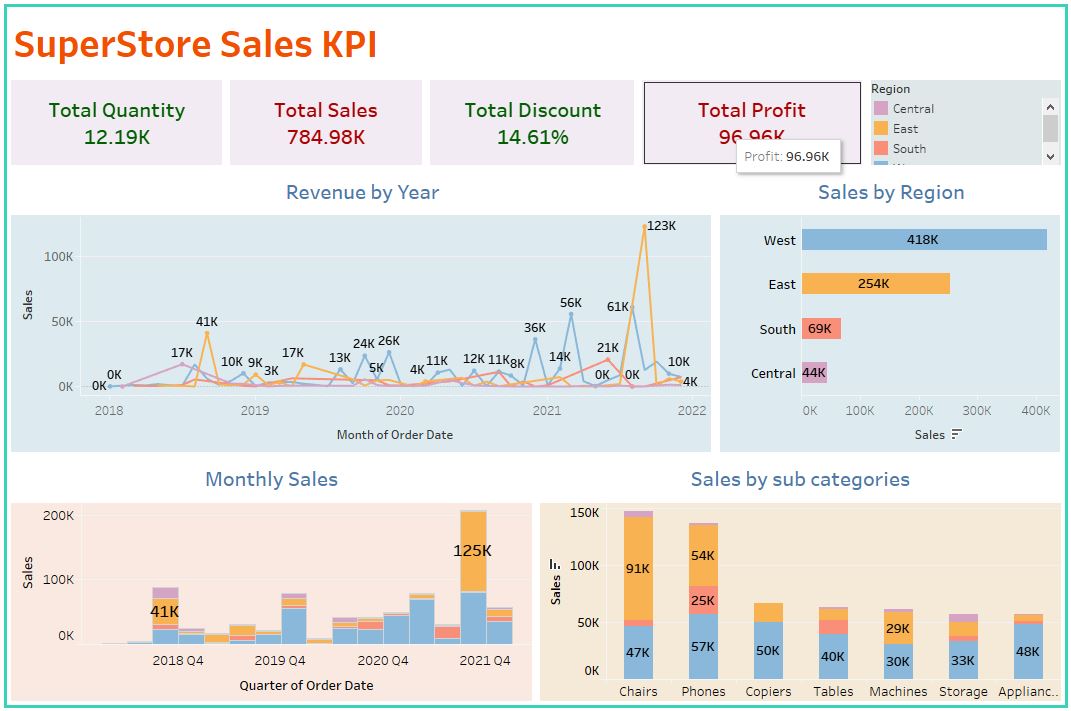 SuperStore Sales KPI
Total Quantity
12.19K
Total Sales
784.98K
Total Discount
14.61%
Total Profit
96.96K
Profit: 96.96K
Region
Central
East
South
Revenue by Year
Sales
100K
50K
0K
0K
0K
17K
41K
10K
9K
3K
17K
13K
24K
5K
26K
4K
11K
12K
11K
8K
36K
14K
56K
0K
21K
61K
0K
123K
10K
4K
2018
2019
2020
2021
2022
Month of Order Date
Sales by Region
West
418K
East
254K
South
69K
Central
44K
0K
100K
200K
300K
400K
Sales
Monthly Sales
Sales
200K
100K
0K
41K
125K
2018 Q4
2019 Q4
2020 Q4
2021 Q4
Quarter of Order Date
Sales by sub categories
Sales
150K
100K
50K
0K
91K
47K
54K
25K
57K
50K
40K
29K
30K
33K
48K
Chairs
Phones
Copiers
Tables
Machines
Storage
Applianc..